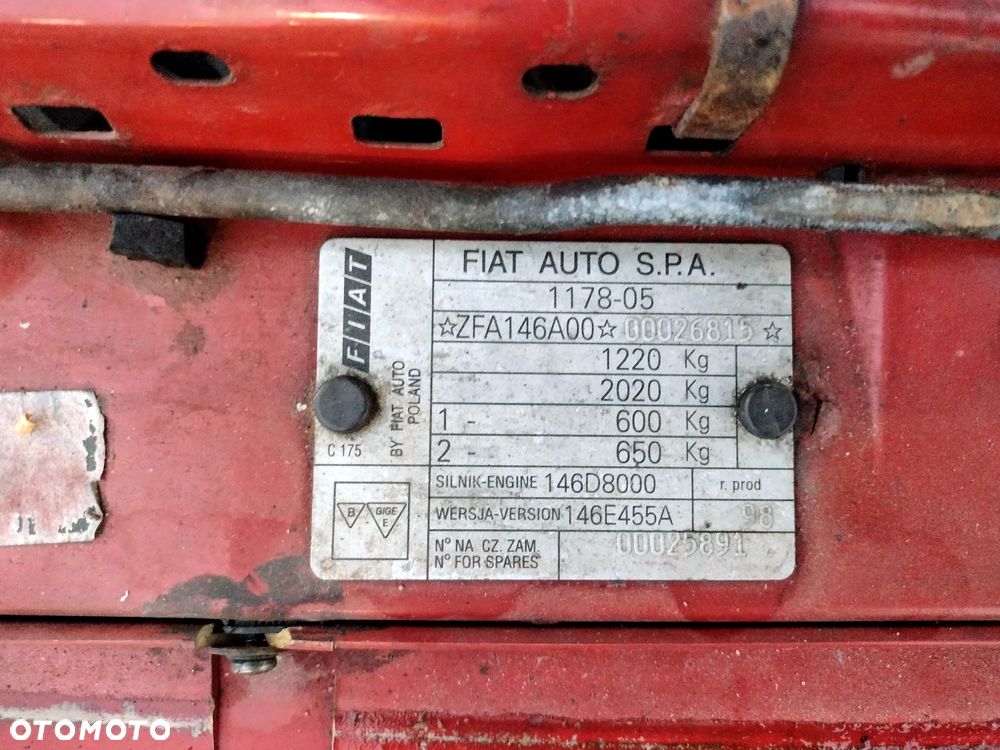 FIAT
BY FIAT AUTO
POLAND
C 175
B
GIGE
E
FIAT AUTO S.P.A.
1178-05
☆ZFA146A00☆00026815☆
1220 Kg
2020 Kg
1 - 600 Kg
2 - 650 Kg
SILNIK-ENGINE 146D8000 r. prod
WERSJA-VERSION 146E455A 98
N° NA CZ. ZAM. 00025891
N° FOR SPARES
OTOMOTO